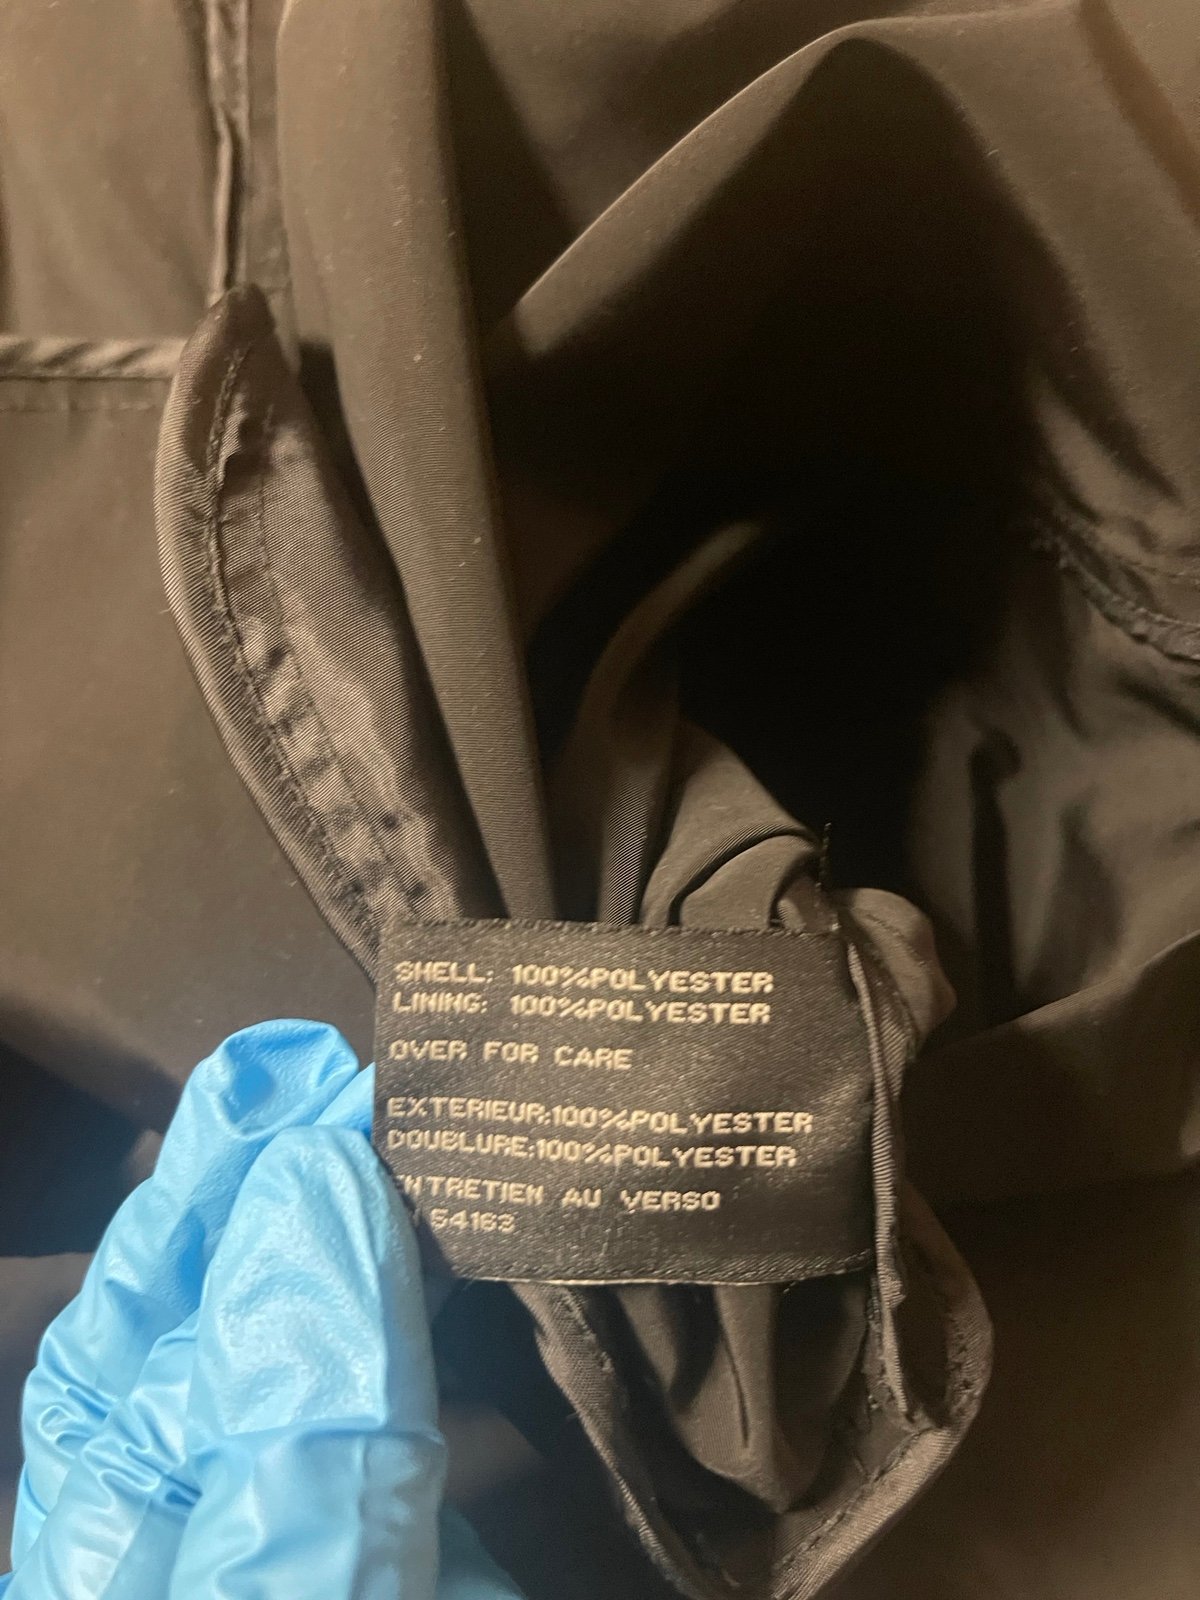 SHELL: 100%POLYESTER
LINING: 100%POLYESTER
OVER FOR CARE
EXTERIEUR:100%POLYESTER
DOUBLURE:100%POLYESTER
ENTRETIEN AU VERSO
54163